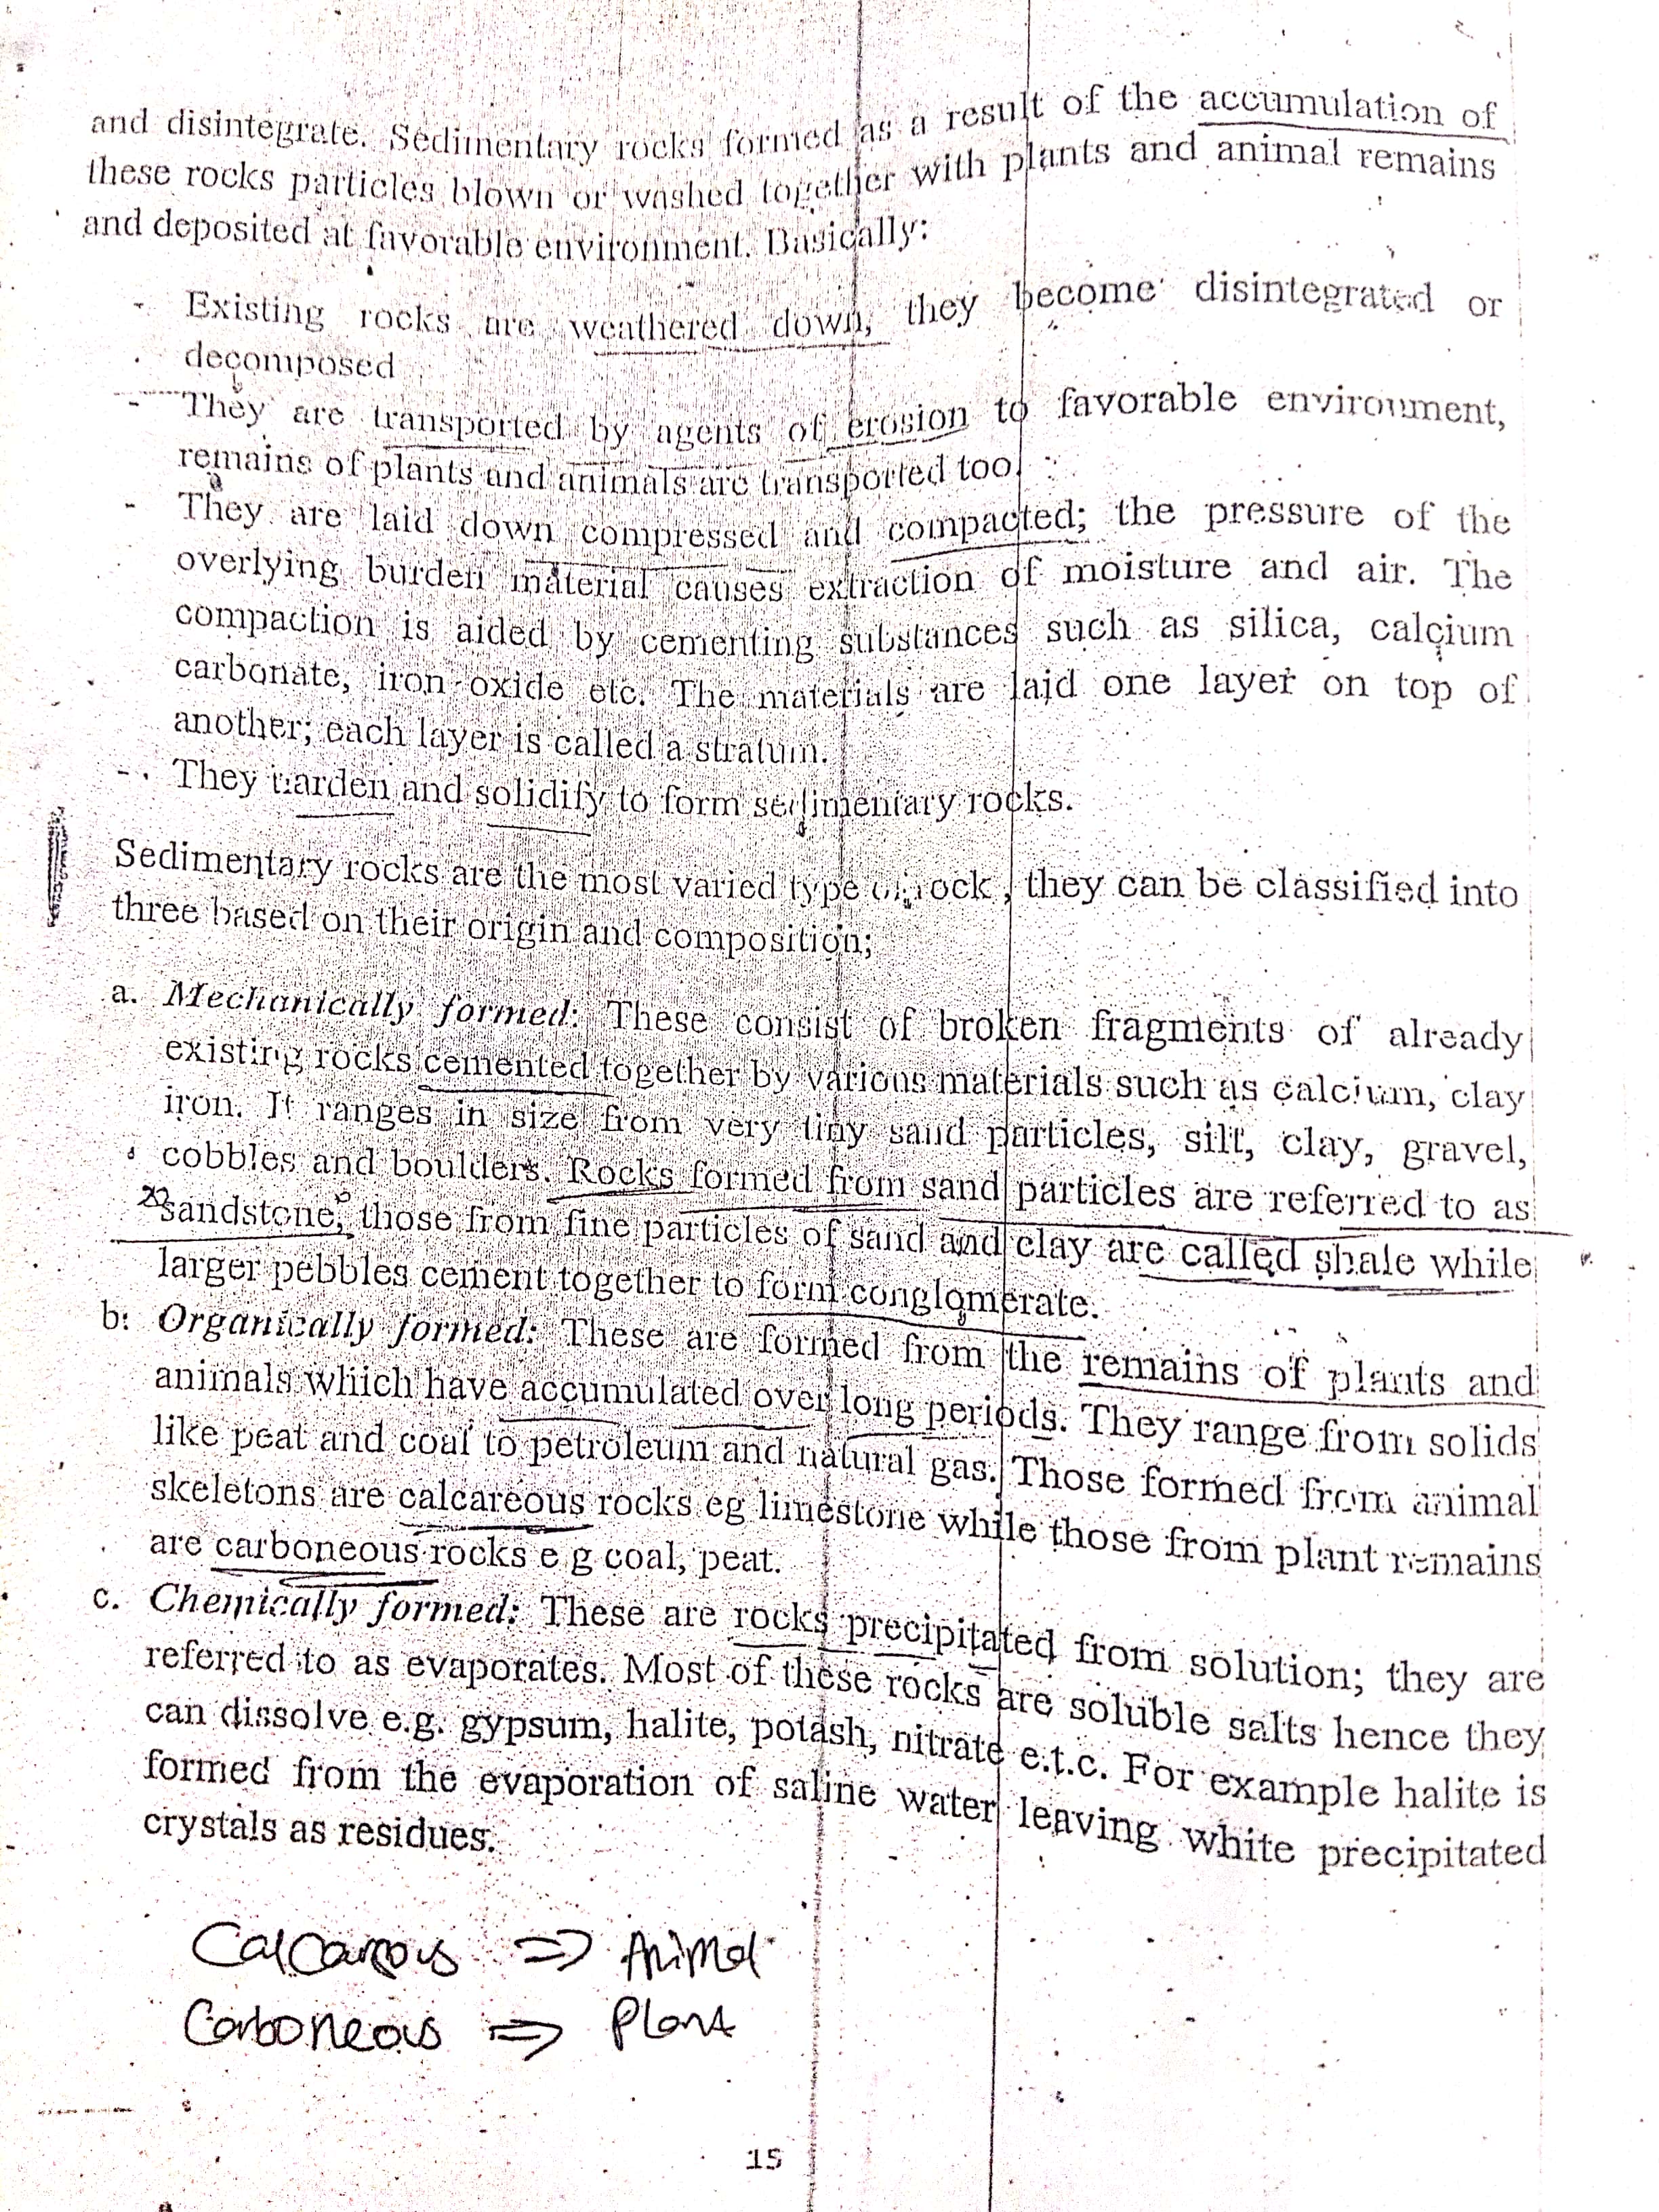 and disintegrate. Sedimentary rocks formed as a result of the accumulation of
these rocks particles blown or washed together with plants and animal remains
and deposited at favorable environment. Basically:
- Existing rocks are weathered down, they become disintegrated or
decomposed
- They are transported by agents of erosion to favorable environment,
remains of plants and animals are transported too.
- They are laid down compressed and compacted; the pressure of the
overlying burden material causes extraction of moisture and air. The
compaction is aided by cementing substances such as silica, calcium
carbonate, iron oxide etc. The materials are laid one layer on top of
another; each layer is called a stratum.
- They harden and solidify to form sedimentary rocks.
Sedimentary rocks are the most varied type of rock, they can be classified into
three based on their origin and composition;
a. Mechanically formed: These consist of broken fragments of already
existing rocks cemented together by various materials such as calcium, clay
iron. It ranges in size from very tiny sand particles, silt, clay, gravel,
cobbles and boulders. Rocks formed from sand particles are referred to as
sandstone, those from fine particles of sand and clay are called shale while
larger pebbles cement together to form conglomerate.
b. Organically formed: These are formed from the remains of plants and
animals which have accumulated over long periods. They range from solids
like peat and coal to petroleum and natural gas. Those formed from animal
skeletons are calcareous rocks eg limestone while those from plant remains
are carboneous rocks e g coal, peat.
c. Chemically formed: These are rocks precipitated from solution; they are
referred to as evaporates. Most of these rocks are soluble salts hence they
can dissolve e.g. gypsum, halite, potash, nitrate e.t.c. For example halite is
formed from the evaporation of saline water leaving white precipitated
crystals as residues.
Calcareous ⇒ Animal
Carboneous ⇒ Plant
15